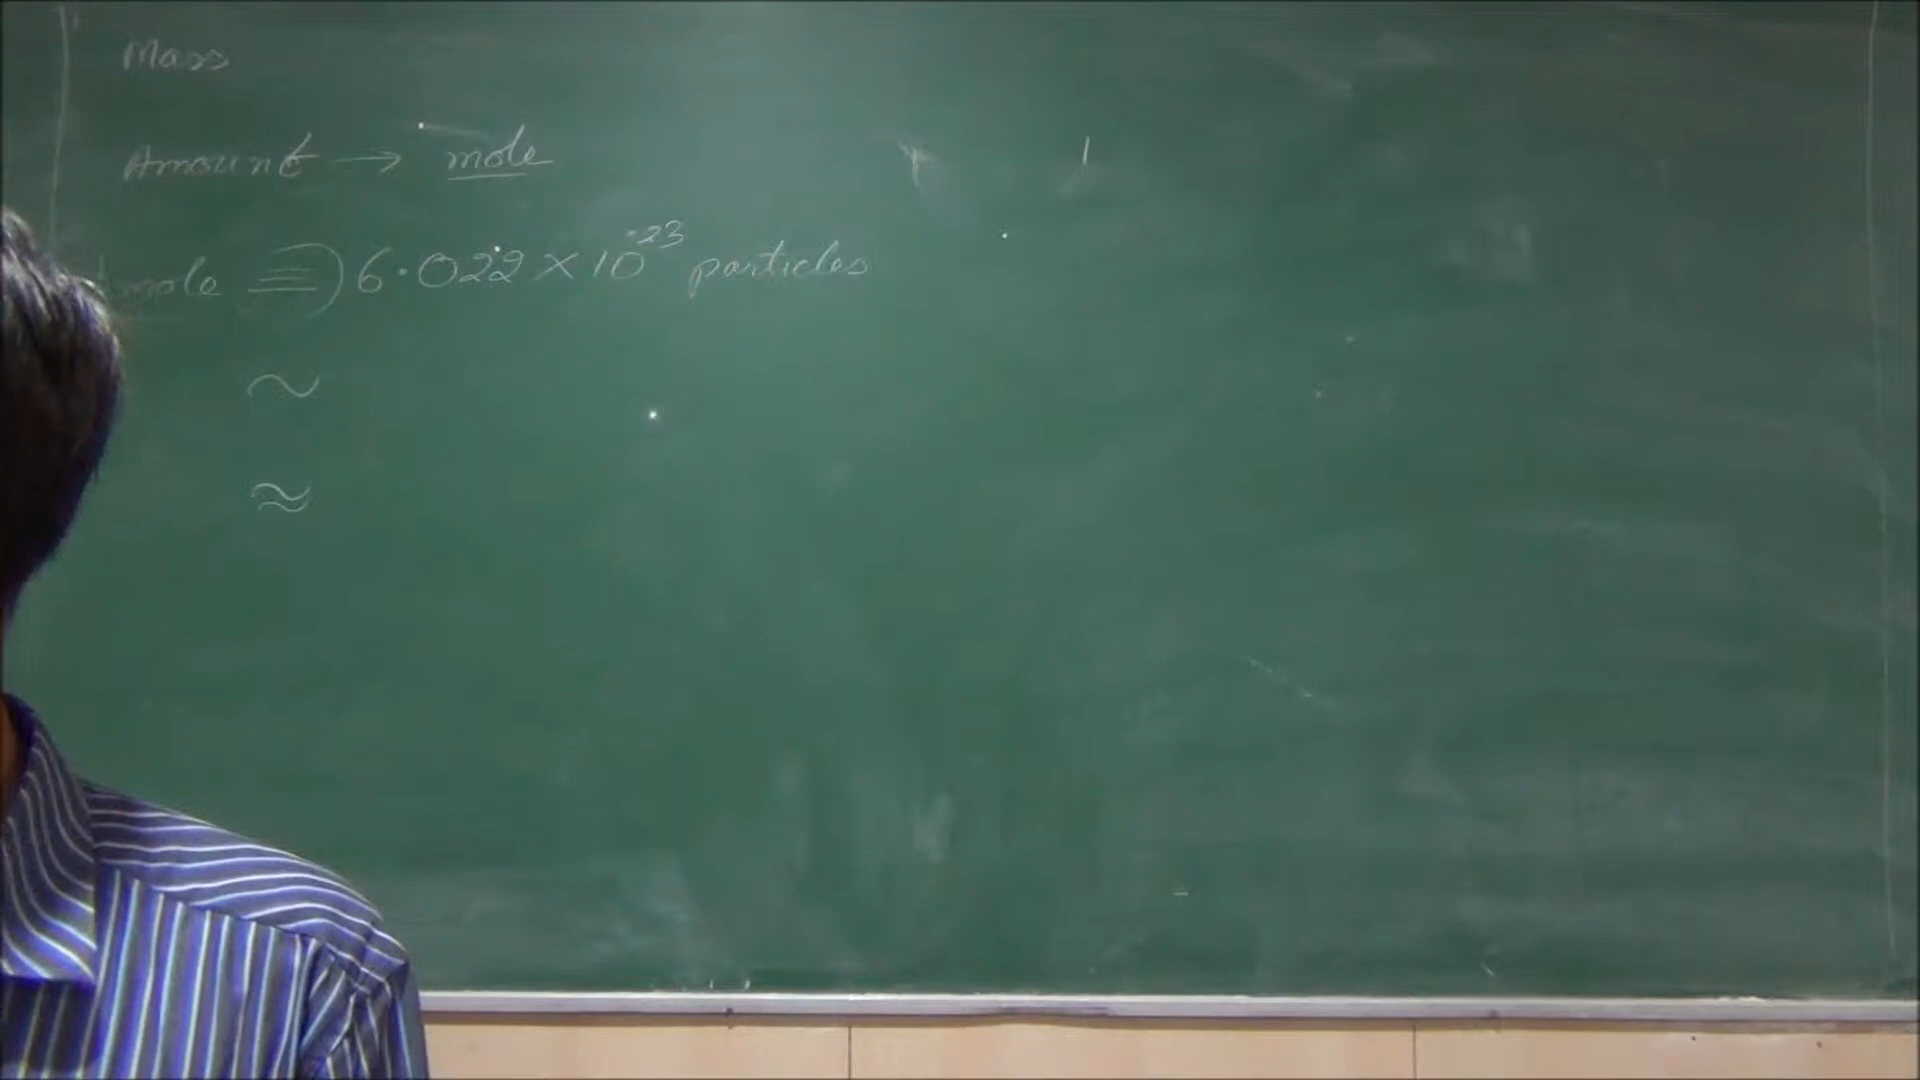 Mass
Amount → mole
mole ≡) 6.022 × 10²³ particles
~
≈